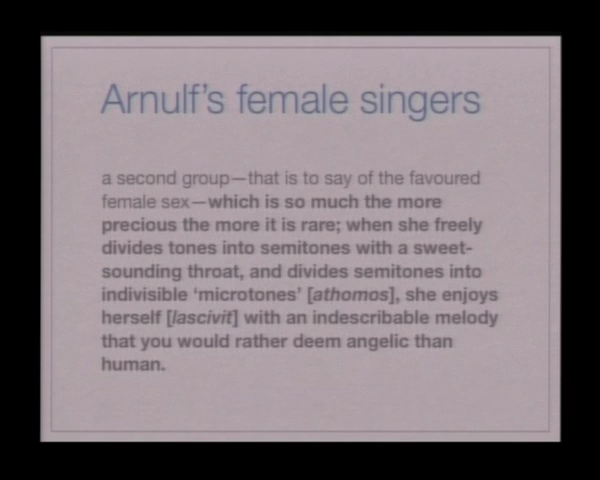 Arnulf's female singers
a second group—that is to say of the favoured
female sex—which is so much the more
precious the more it is rare; when she freely
divides tones into semitones with a sweet-
sounding throat, and divides semitones into
indivisible 'microtones' [athomos], she enjoys
herself [lascivit] with an indescribable melody
that you would rather deem angelic than
human.